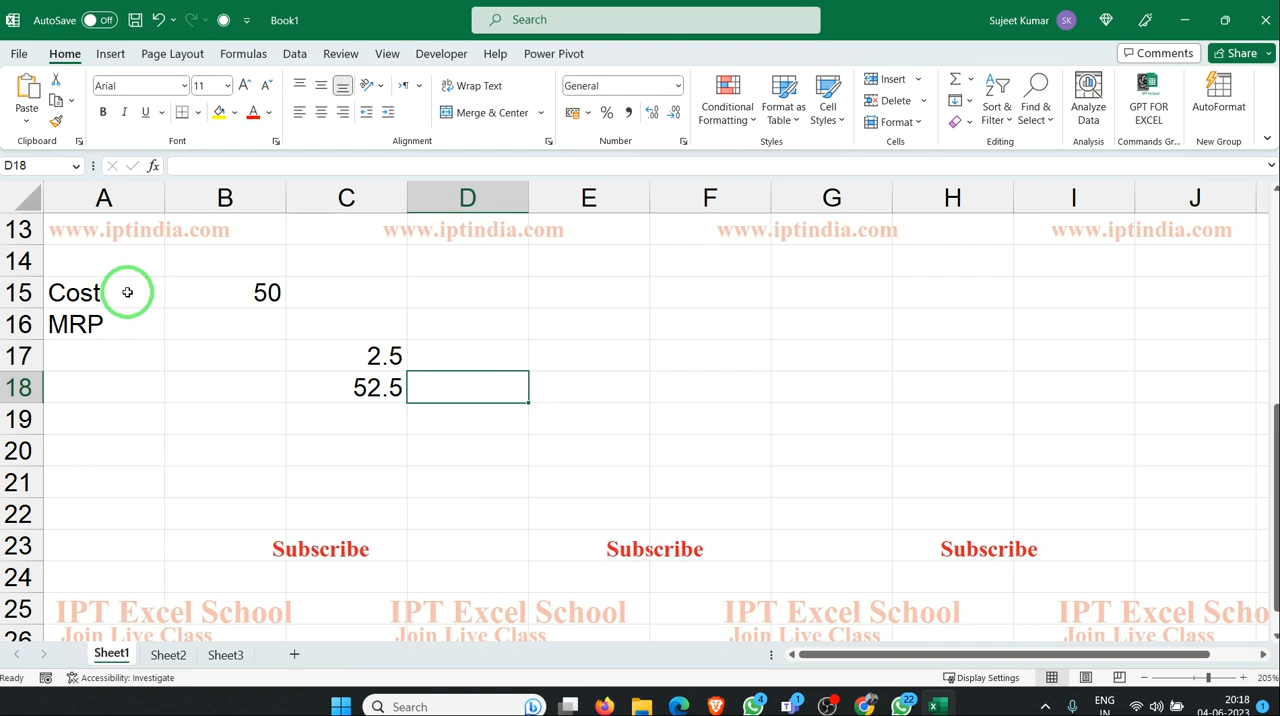 AutoSave Off Book1 Search Sujeet Kumar SK
File Home Insert Page Layout Formulas Data Review View Developer Help Power Pivot Comments Share
Paste
Clipboard
Arial 11
B I U
Font
Wrap Text
Merge & Center
Alignment
General
Number
Conditional Formatting
Format as Table
Cell Styles
Styles
Insert
Delete
Format
Cells
Sort & Filter
Find & Select
Editing
Analyze Data
Analysis
GPT FOR EXCEL
Commands Gr...
AutoFormat
New Group
D18 fx
A B C D E F G H I J
13 www.iptindia.com www.iptindia.com www.iptindia.com www.iptindia.com
14
15 Cost 50
16 MRP
17 2.5
18 52.5
19
20
21
22
23 Subscribe Subscribe Subscribe
24
25 IPT Excel School IPT Excel School IPT Excel School IPT Excel Scho
26 Join Live Class Join Live Class Join Live Class Join Live Class
Sheet1 Sheet2 Sheet3
Ready Accessibility: Investigate Display Settings 205%
Search 4 1 22 ENG IN 20:18 04-06-2023 1